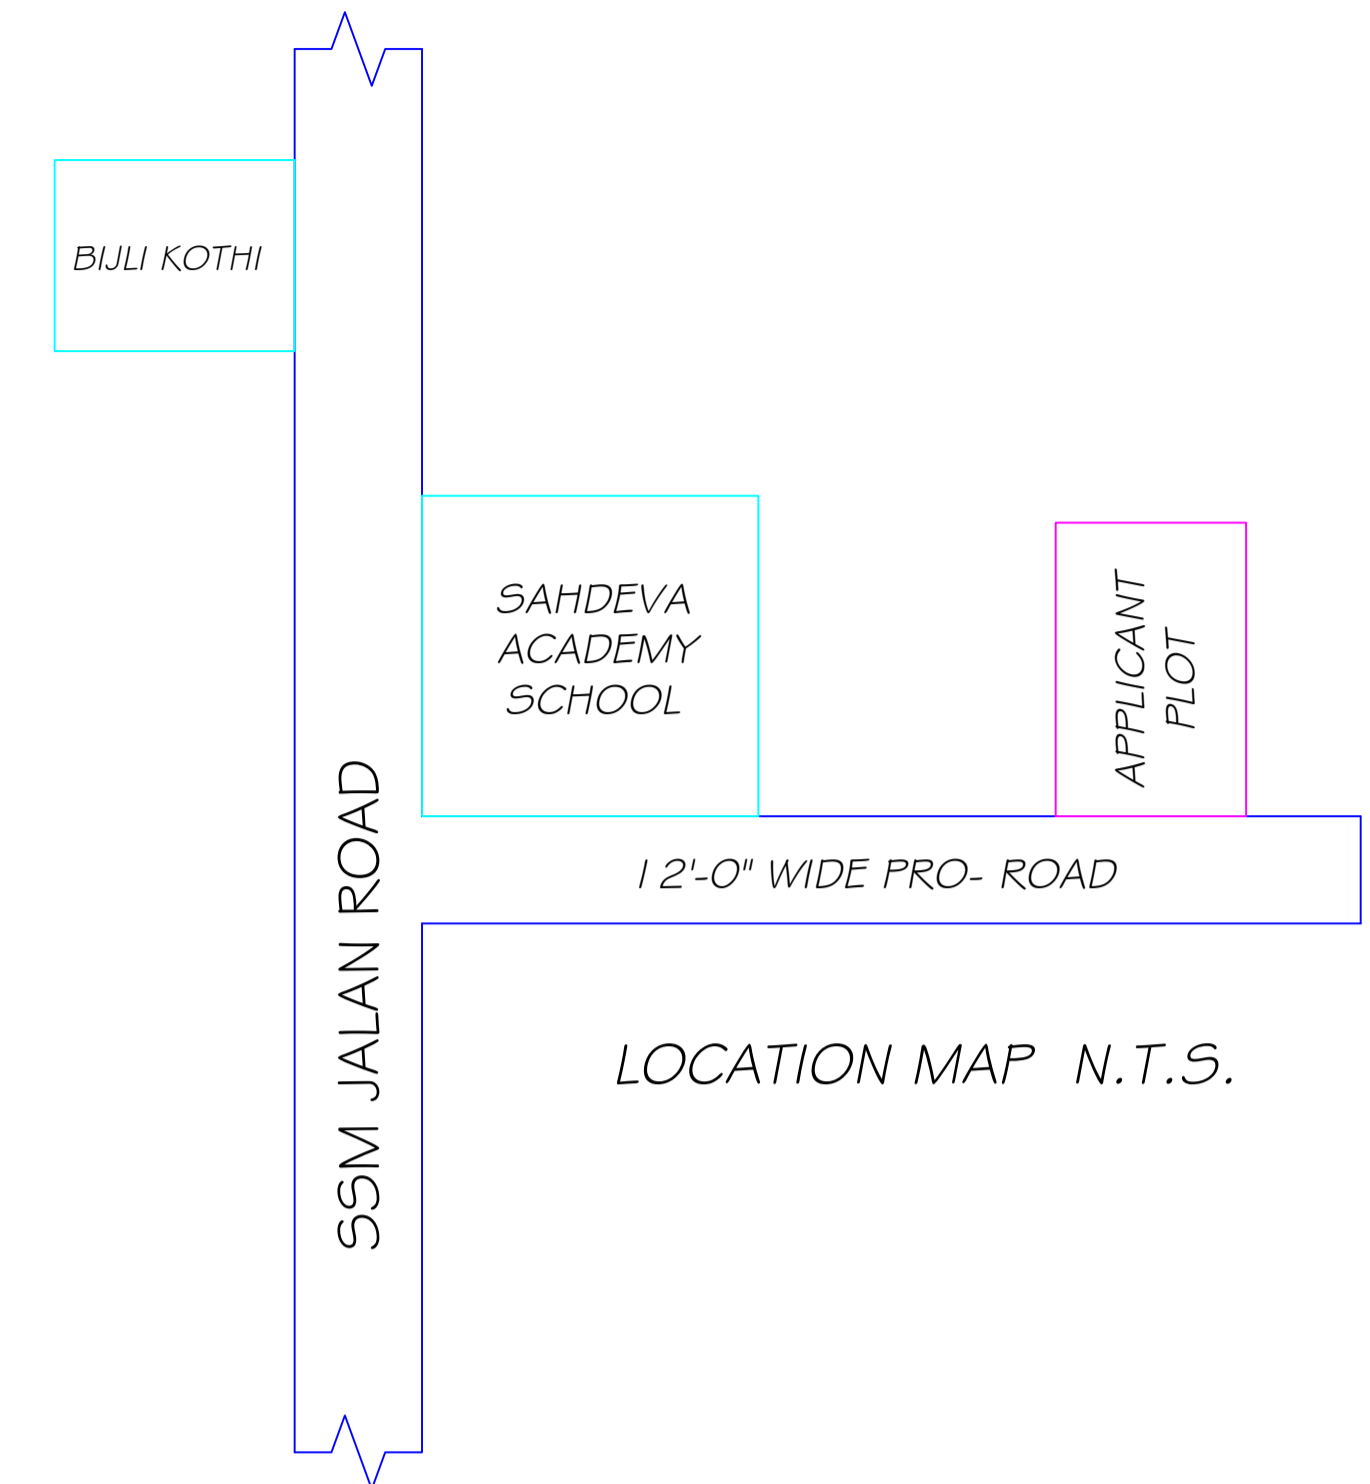 BIJLI KOTHI
SAHDEVA
ACADEMY
SCHOOL
APPLICANT
PLOT
SSM JALAN ROAD
12'-0" WIDE PRO- ROAD
LOCATION MAP N.T.S.